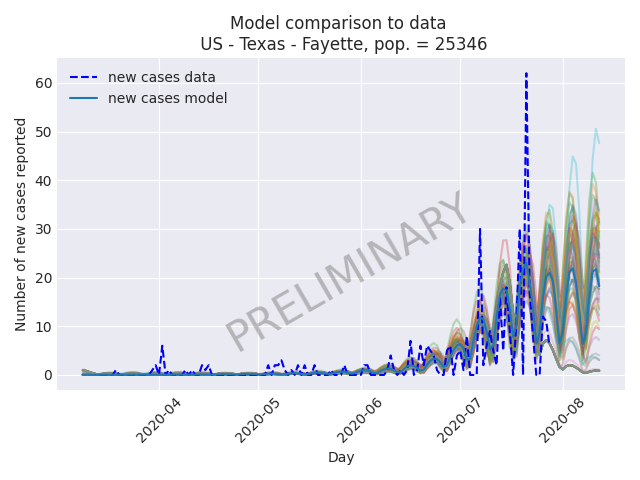 Model comparison to data
US - Texas - Fayette, pop. = 25346
new cases data
new cases model
PRELIMINARY
Number of new cases reported
60
50
40
30
20
10
0
2020-04
2020-05
2020-06
2020-07
2020-08
Day